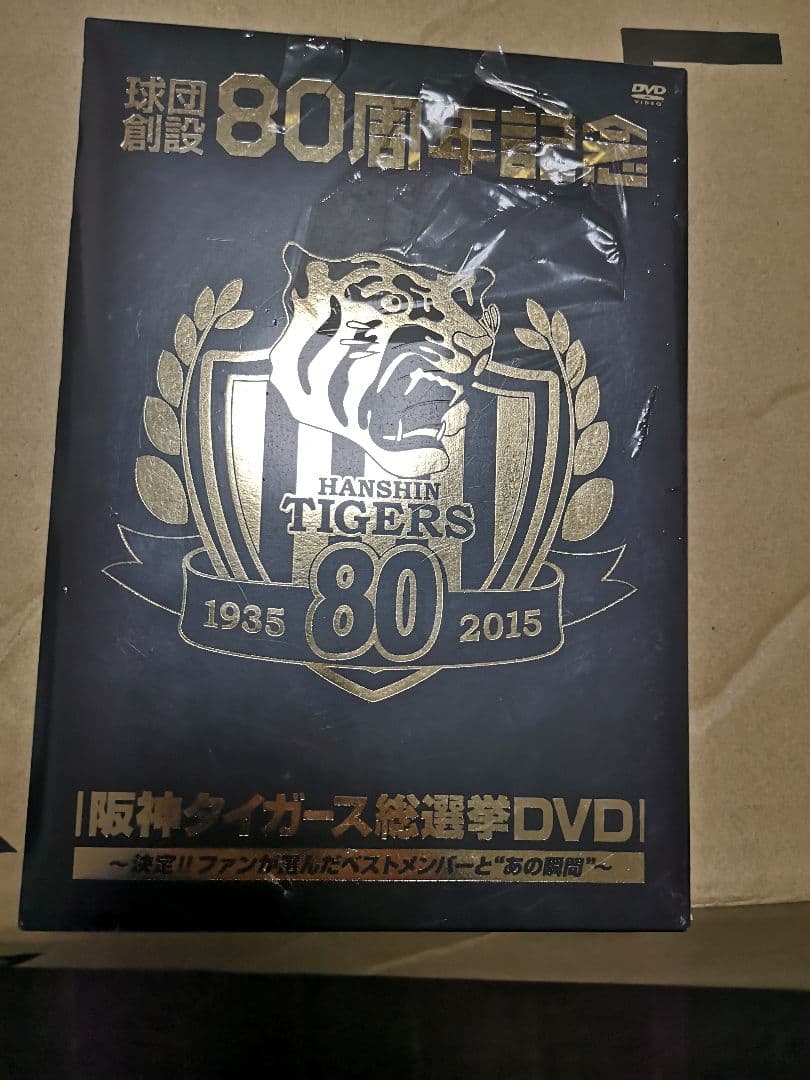 DVD
VIDEO
球団
創設
80周年記念
HANSHIN
TIGERS
1935 80 2015
阪神タイガース総選挙DVD
～決定!! ファンが選んだベストメンバーと“あの瞬間”～